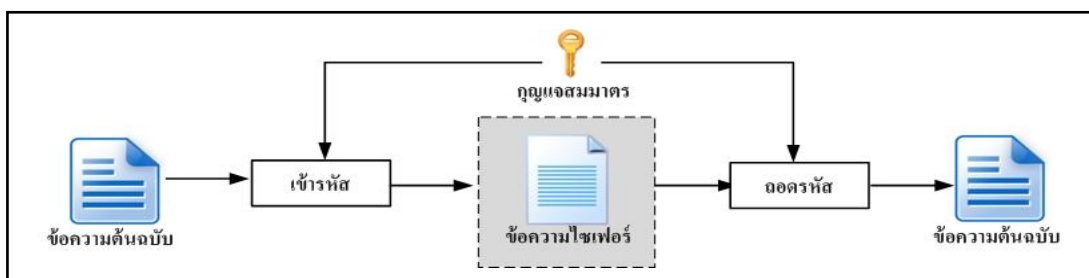 กุญแจสมมาตร
เข้ารหัส
ถอดรหัส
ข้อความต้นฉบับ
ข้อความไซเฟอร์
ข้อความต้นฉบับ